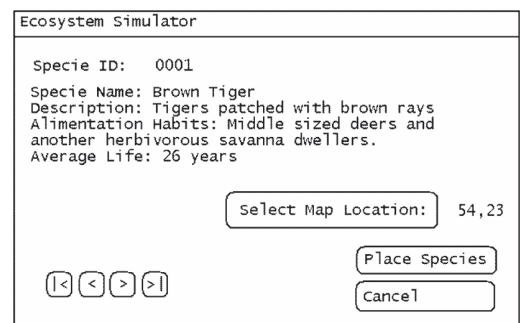 Ecosystem Simulator
Specie ID: 0001
Specie Name: Brown Tiger
Description: Tigers patched with brown rays
Alimentation Habits: Middle sized deers and
another herbivorous savanna dwellers.
Average Life: 26 years
Select Map Location: 54,23
Place Species
|< < > >|
Cancel